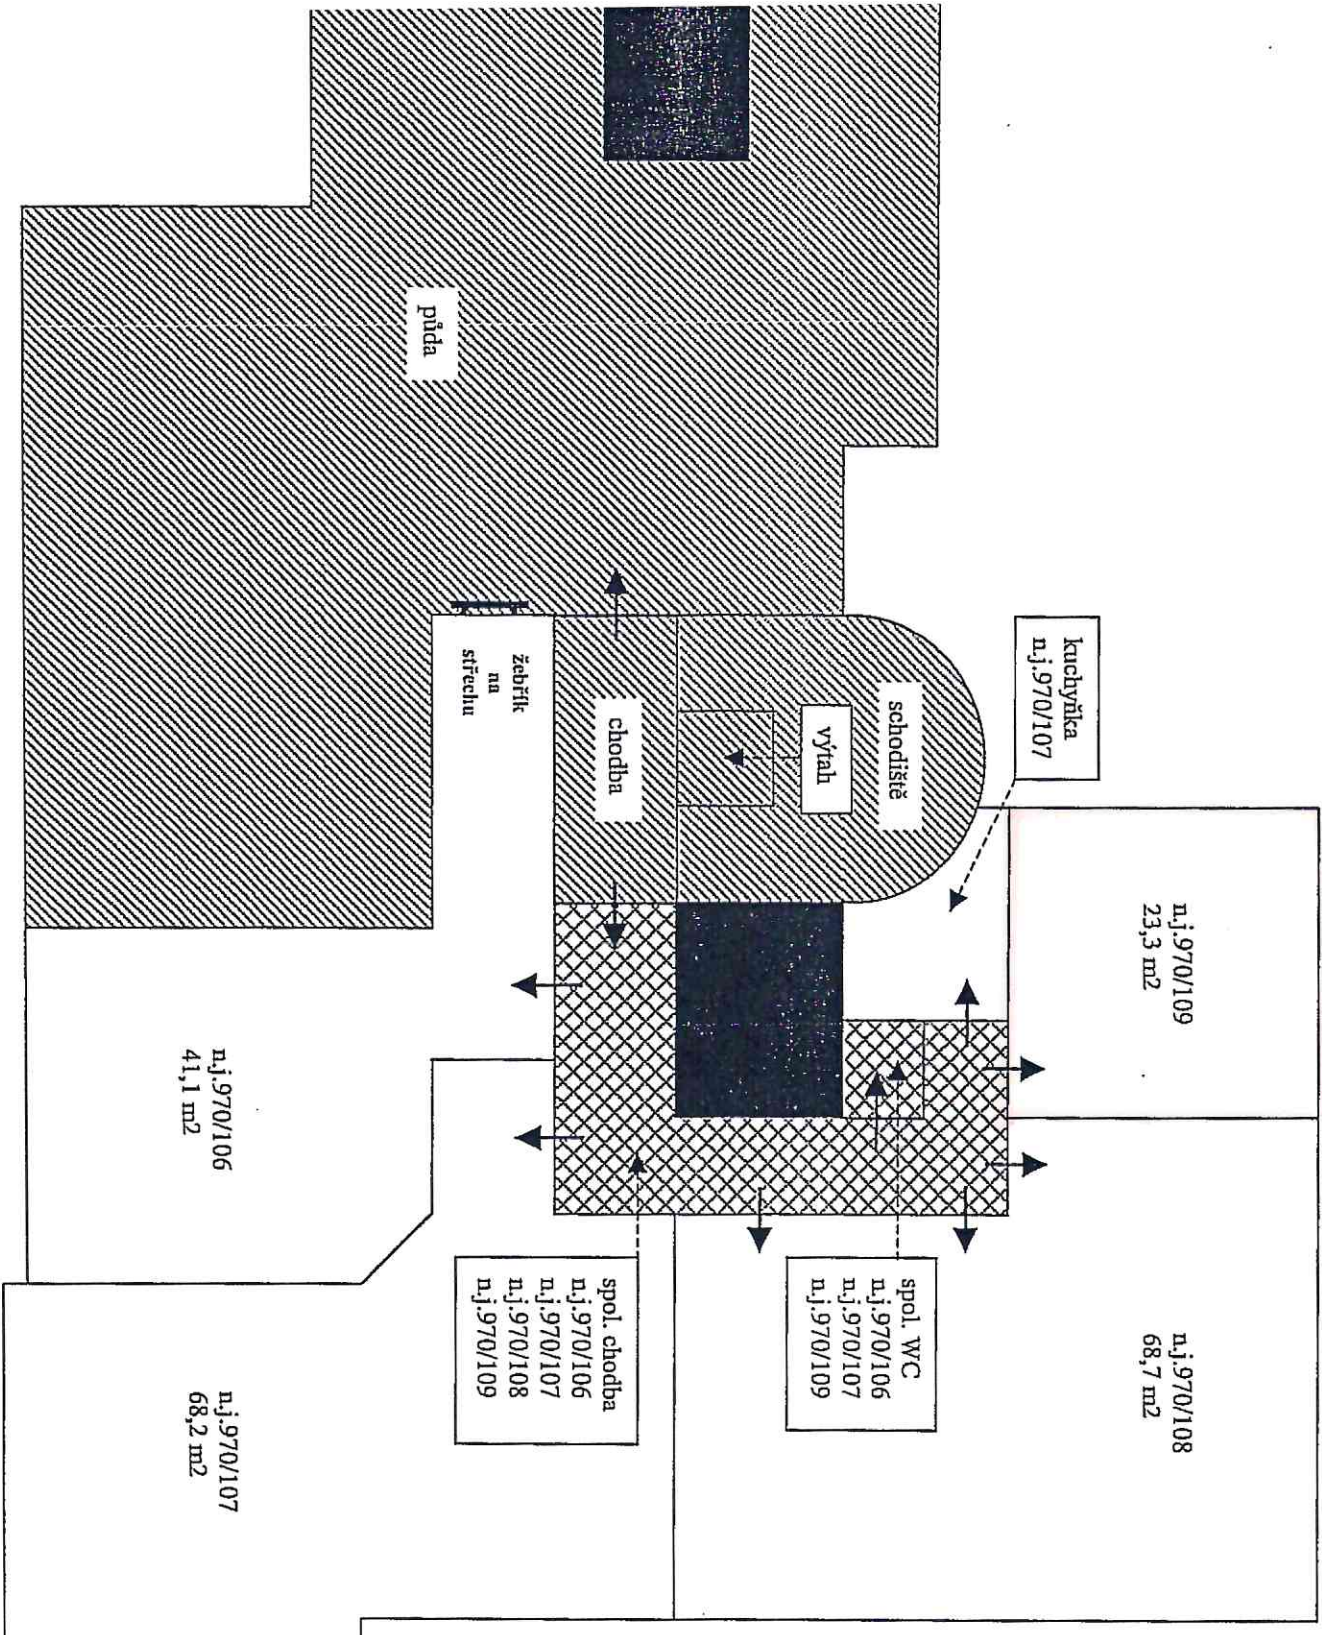 kuchyňka
n.j.970/107
n.j.970/109
23,3 m2
n.j.970/108
68,7 m2
schodiště
výtah
chodba
půda
žebřík
na
střechu
spol. WC
n.j.970/106
n.j.970/107
n.j.970/109
spol. chodba
n.j.970/106
n.j.970/107
n.j.970/108
n.j.970/109
n.j.970/106
41,1 m2
n.j.970/107
68,2 m2